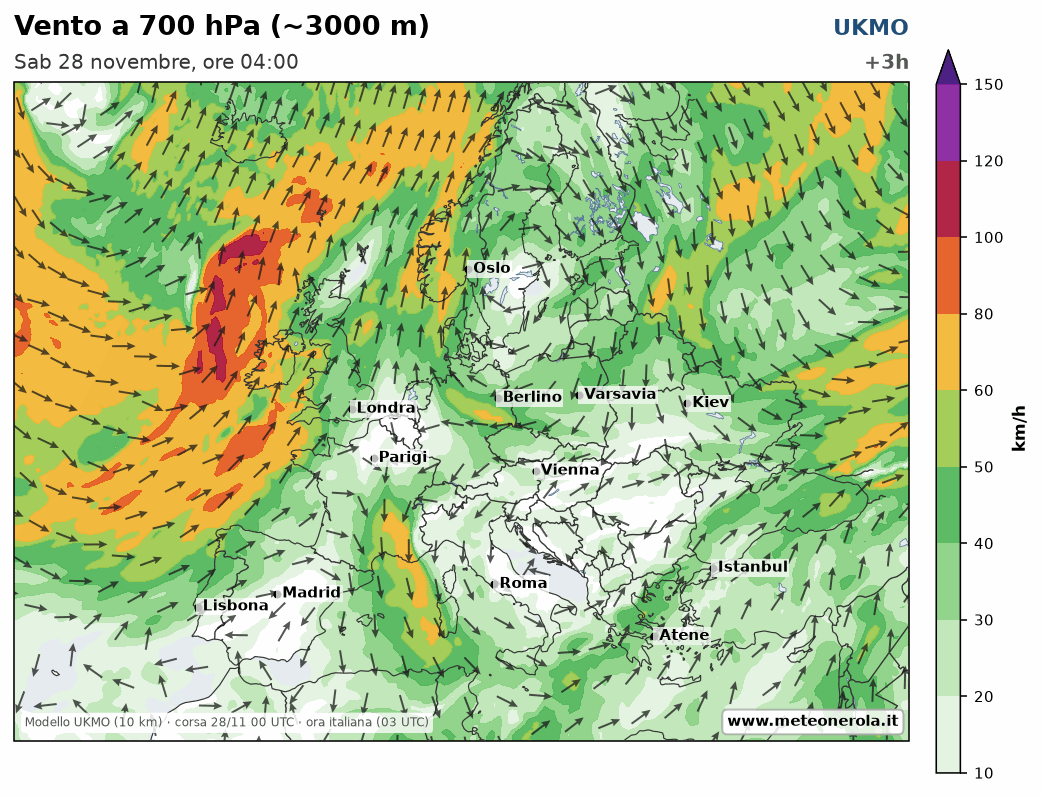 Vento a 700 hPa (~3000 m)
UKMO
Sab 28 novembre, ore 04:00
+3h
150
120
100
80
60
50
40
30
20
10
km/h
Oslo
Berlino
Varsavia
Kiev
Londra
Parigi
Vienna
Istanbul
Roma
Madrid
Lisbona
Atene
Modello UKMO (10 km) · corsa 28/11 00 UTC · ora italiana (03 UTC)
www.meteonerola.it